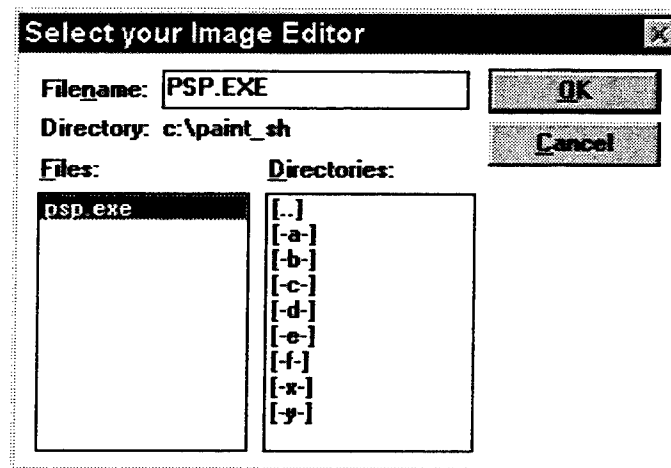 Select your Image Editor
Filename: PSP.EXE
OK
Directory: c:\paint_sh
Cancel
Files:
Directories:
psp.exe
[..]
[-a-]
[-b-]
[-c-]
[-d-]
[-e-]
[-f-]
[-x-]
[-y-]